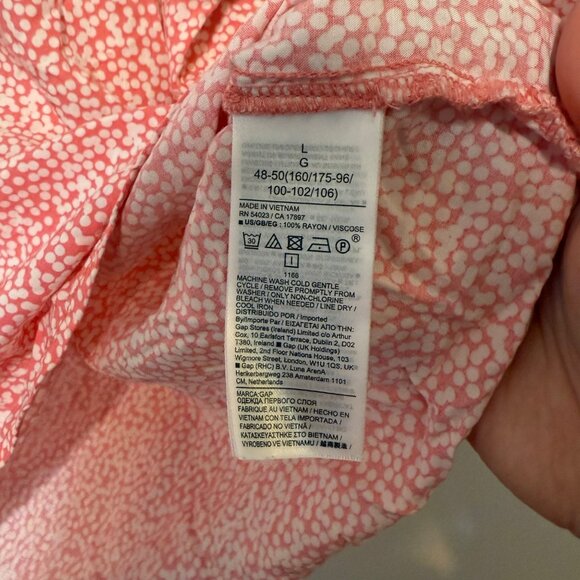 L
G
48-50(160/175-96/
100-102/106)
MADE IN VIETNAM
RN 54023 / CA 17897
■ US/GB/EG : 100% RAYON / VISCOSE
30 P ®
I
1168
MACHINE WASH COLD GENTLE
CYCLE / REMOVE PROMPTLY FROM
WASHER / ONLY NON-CHLORINE
BLEACH WHEN NEEDED / LINE DRY /
COOL IRON
DISTRIBUIDO POR / Imported
By/Importe Par / ΕΙΣΑΓΕΤΑΙ ΑΠΟ ΤΗΝ:
Gap Stores (Ireland) Limited c/o Arthur
Cox, 10 Earlsfort Terrace, Dublin 2, D02
T380, Ireland ■ Gap (UK Holdings)
Limited, 2nd Floor Nations House, 103
Wigmore Street, London, W1U 1QS, UK
■ Gap (RHC) B.V. Luna ArenA
Herikerbergweg 238 Amsterdam 1101
CM, Netherlands
MARCA:GAP
ОДЕЖДА ПЕРВОГО СЛОЯ
FABRIQUE AU VIETNAM / HECHO EN
VIETNAM CON TELA IMPORTADA /
FABRICADO NO VIETNÃ /
ΚΑΤΑΣΚΕΥΑΣΤΗΚΕ ΣΤΟ ΒΙΕΤΝΑΜ /
VYROBENO VE VIETNAMU / 越南製造 /